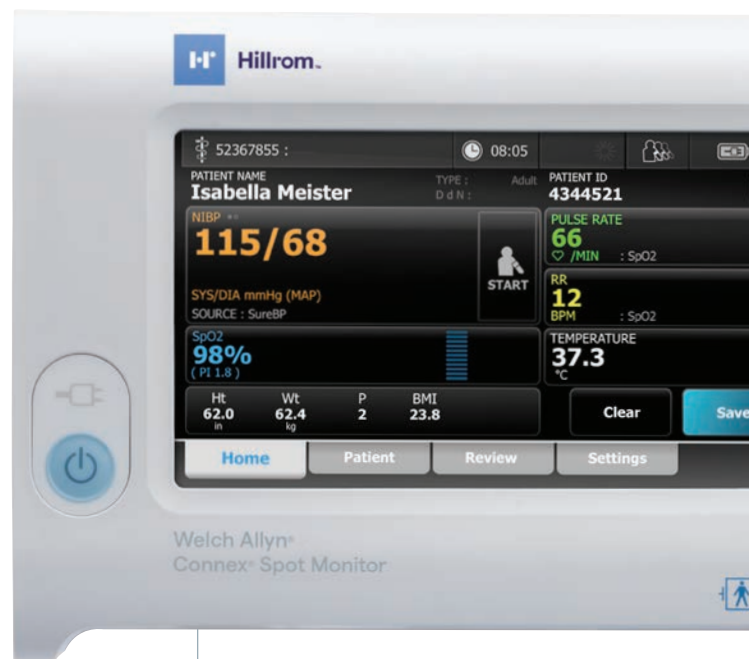 Hillrom™
52367855 :
08:05
PATIENT NAME
Isabella Meister
TYPE : Adult
D d N :
PATIENT ID
4344521
NIBP
115/68
SYS/DIA mmHg (MAP)
SOURCE : SureBP
START
PULSE RATE
66
/MIN : SpO2
RR
12
BPM : SpO2
SpO2
98%
( PI 1.8 )
TEMPERATURE
37.3
°C
Ht Wt P BMI
62.0 62.4 2 23.8
in kg
Clear
Save
Home Patient Review Settings
Welch Allyn®
Connex® Spot Monitor